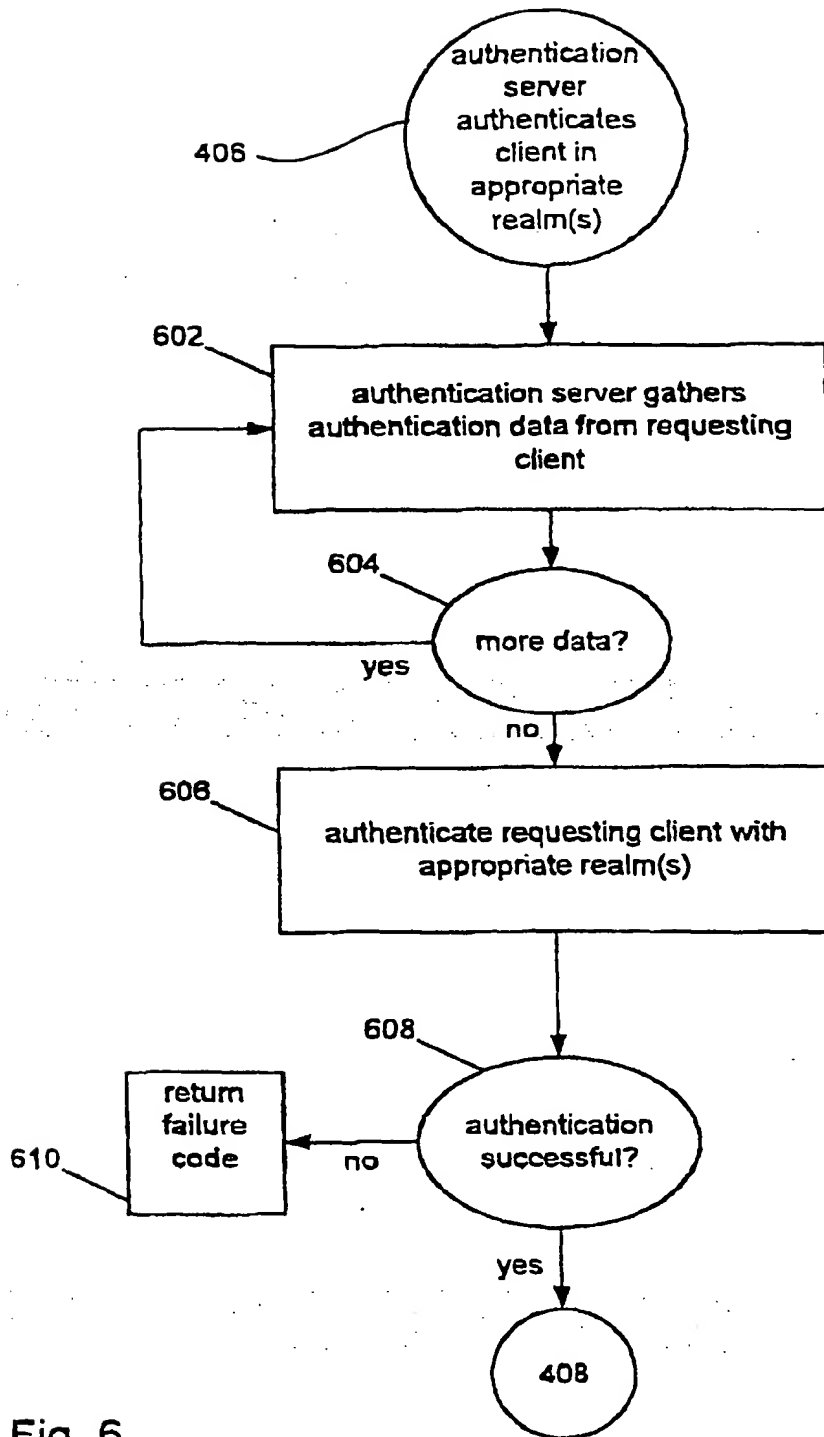 authentication
server
authenticates
client in
appropriate
realm(s)
406
602
authentication server gathers
authentication data from requesting
client
604
more data?
yes
no
606
authenticate requesting client with
appropriate realm(s)
608
authentication
successful?
return
failure
code
610
no
yes
408
Fig. 6